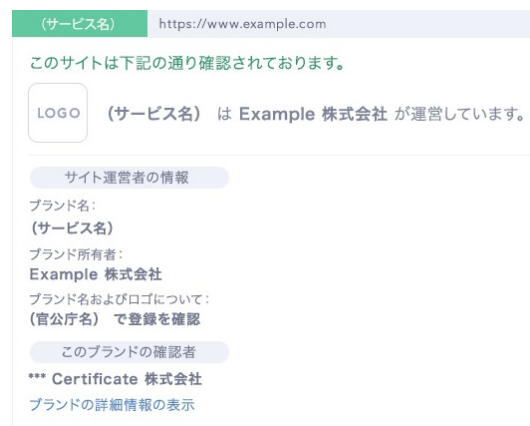 （サービス名） https://www.example.com
このサイトは下記の通り確認されております。
LOGO （サービス名） は Example 株式会社 が運営しています。
サイト運営者の情報
ブランド名：
（サービス名）
ブランド所有者：
Example 株式会社
ブランド名およびロゴについて：
（官公庁名） で登録を確認
このブランドの確認者
*** Certificate 株式会社
ブランドの詳細情報の表示